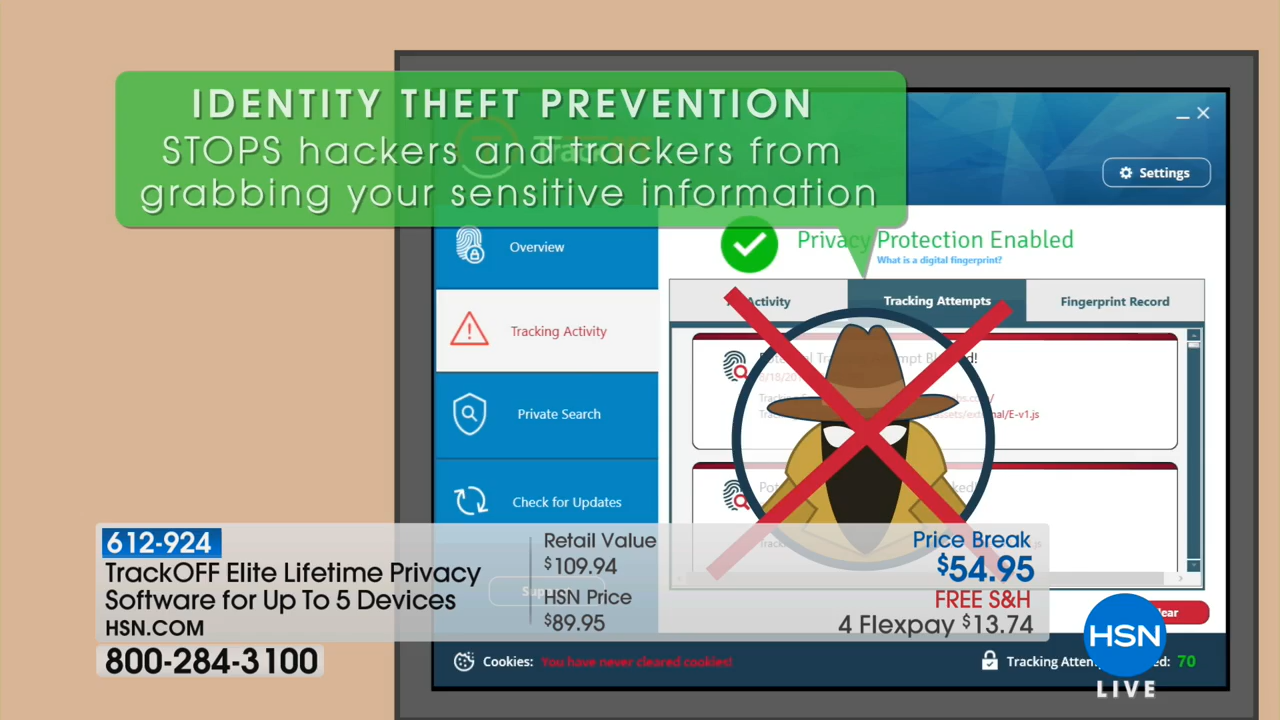 IDENTITY THEFT PREVENTION
STOPS hackers and trackers from
grabbing your sensitive information
Settings
Overview
Privacy Protection Enabled
What is a digital fingerprint?
Tracking Activity
Activity
Tracking Attempts
Fingerprint Record
/E-v1.js
Private Search
Check for Updates
612-924
TrackOFF Elite Lifetime Privacy
Software for Up To 5 Devices
HSN.COM
800-284-3100
Retail Value
$109.94
HSN Price
$89.95
Price Break
$54.95
FREE S&H
4 Flexpay $13.74
Cookies: You have never cleared cookies!
Tracking 70
HSN
LIVE